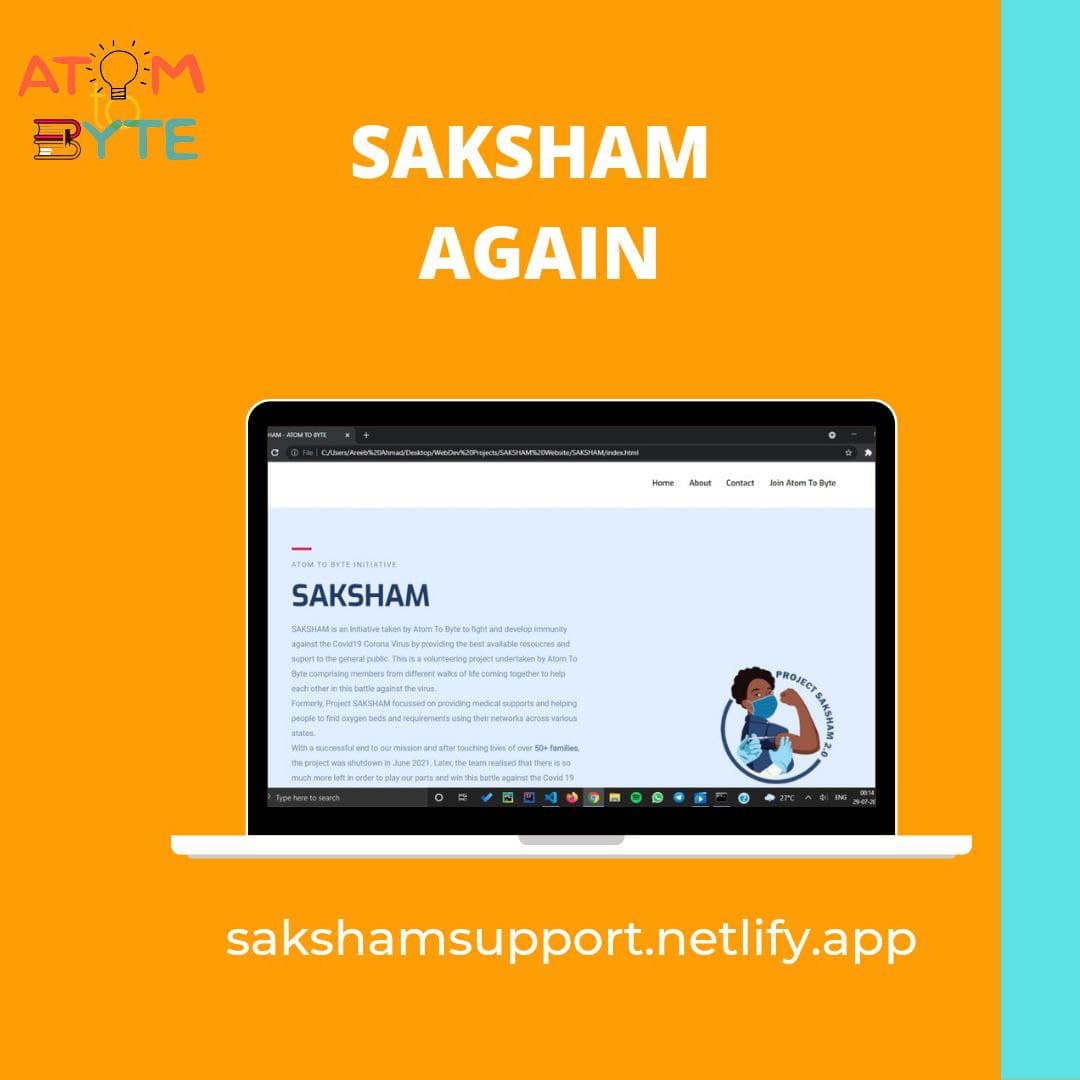 ATOM
to
BYTE
SAKSHAM
AGAIN
HAM - ATOM TO BYTE
File C:/Users/Areeb%20Ahmad/Desktop/WebDev%20Projects/SAKSHAM%20Website/SAKSHAM/index.html
Home About Contact Join Atom To Byte
ATOM TO BYTE INITIATIVE
SAKSHAM
SAKSHAM is an Initiative taken by Atom To Byte to fight and develop immunity
against the Covid19 Corona Virus by providing the best available resoucres and
suport to the general public. This is a volunteering project undertaken by Atom To
Byte comprising members from different walks of life coming together to help
each other in this battle against the virus.
Formerly, Project SAKSHAM focussed on providing medical supports and helping
people to find oxygen beds and requirements using their networks across various
states.
With a successful end to our mission and after touching lives of over 50+ families,
the project was shutdown in June 2021. Later, the team realised that there is so
much more left in order to play our parts and win this battle against the Covid 19
PROJECT SAKSHAM 2.0
Type here to search
27°C
ENG
00:14
29-07-20
sakshamsupport.netlify.app